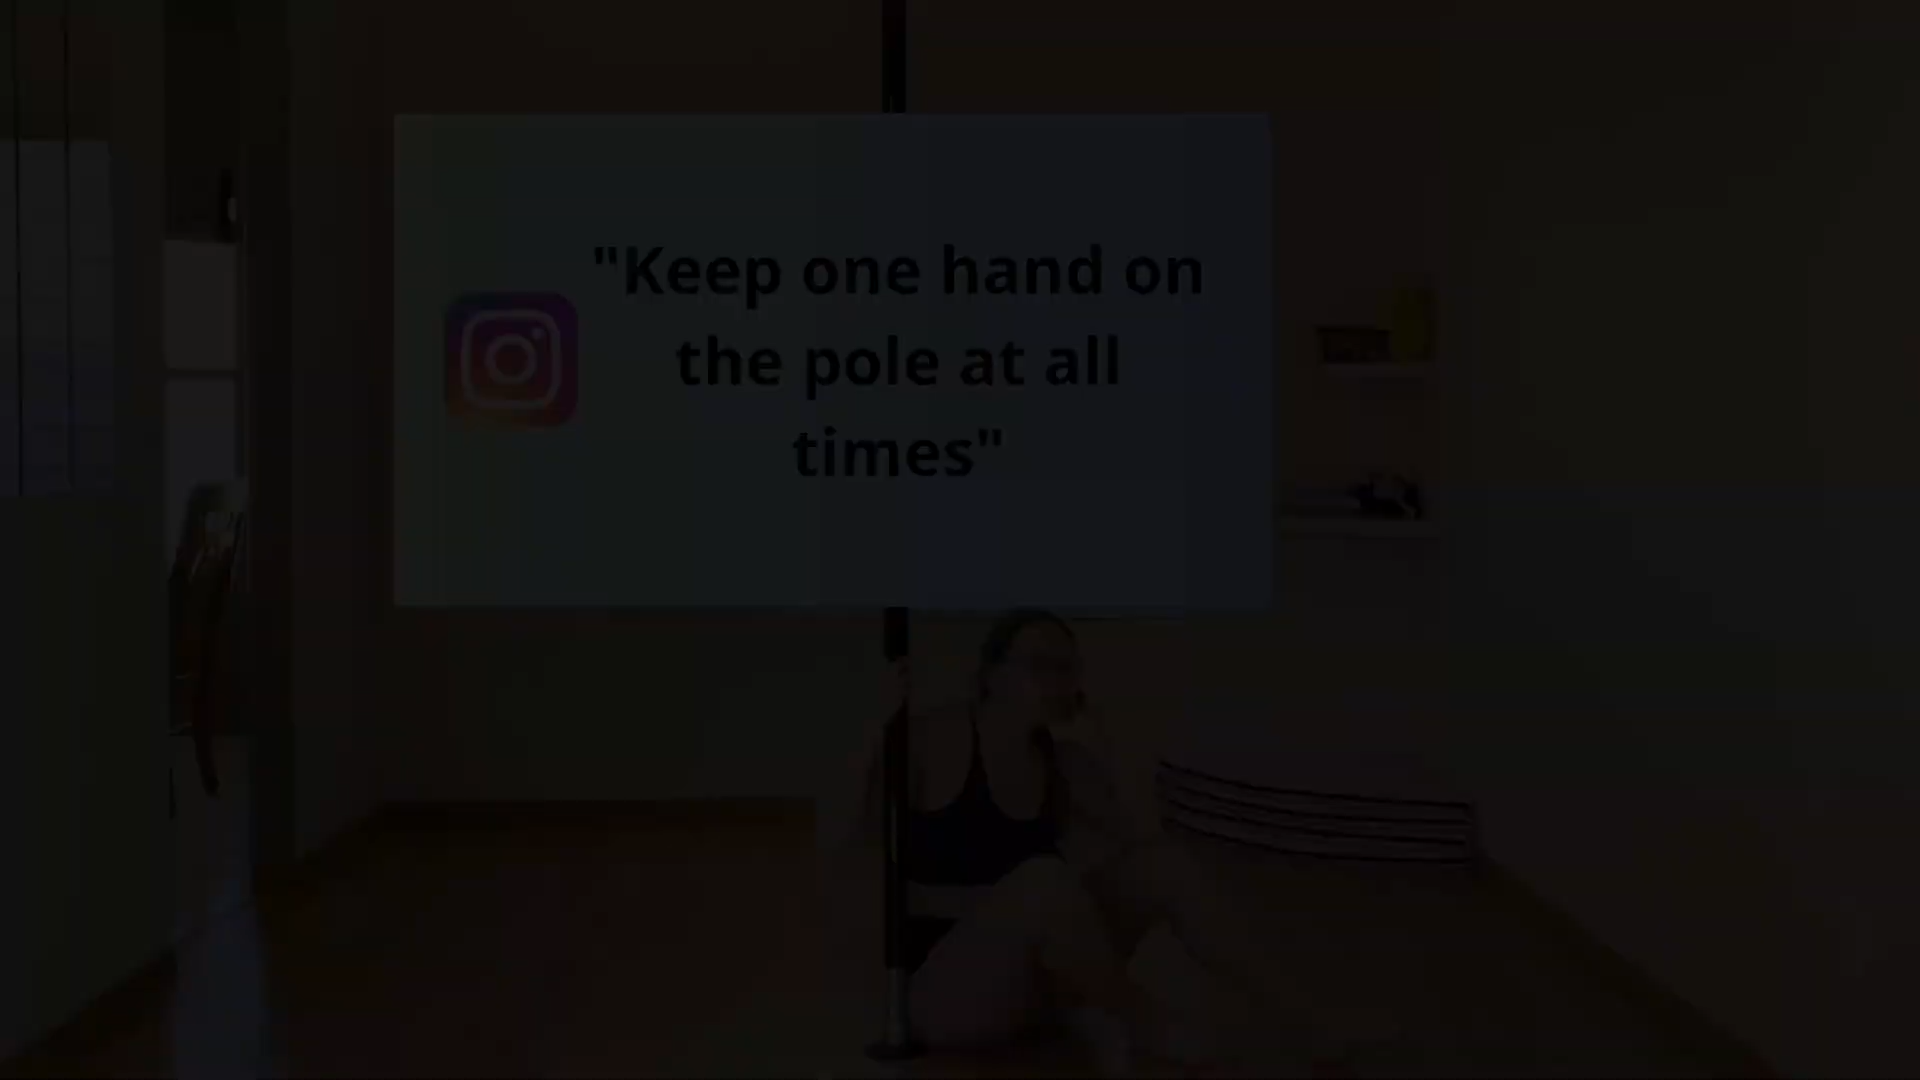 "Keep one hand on
the pole at all
times"